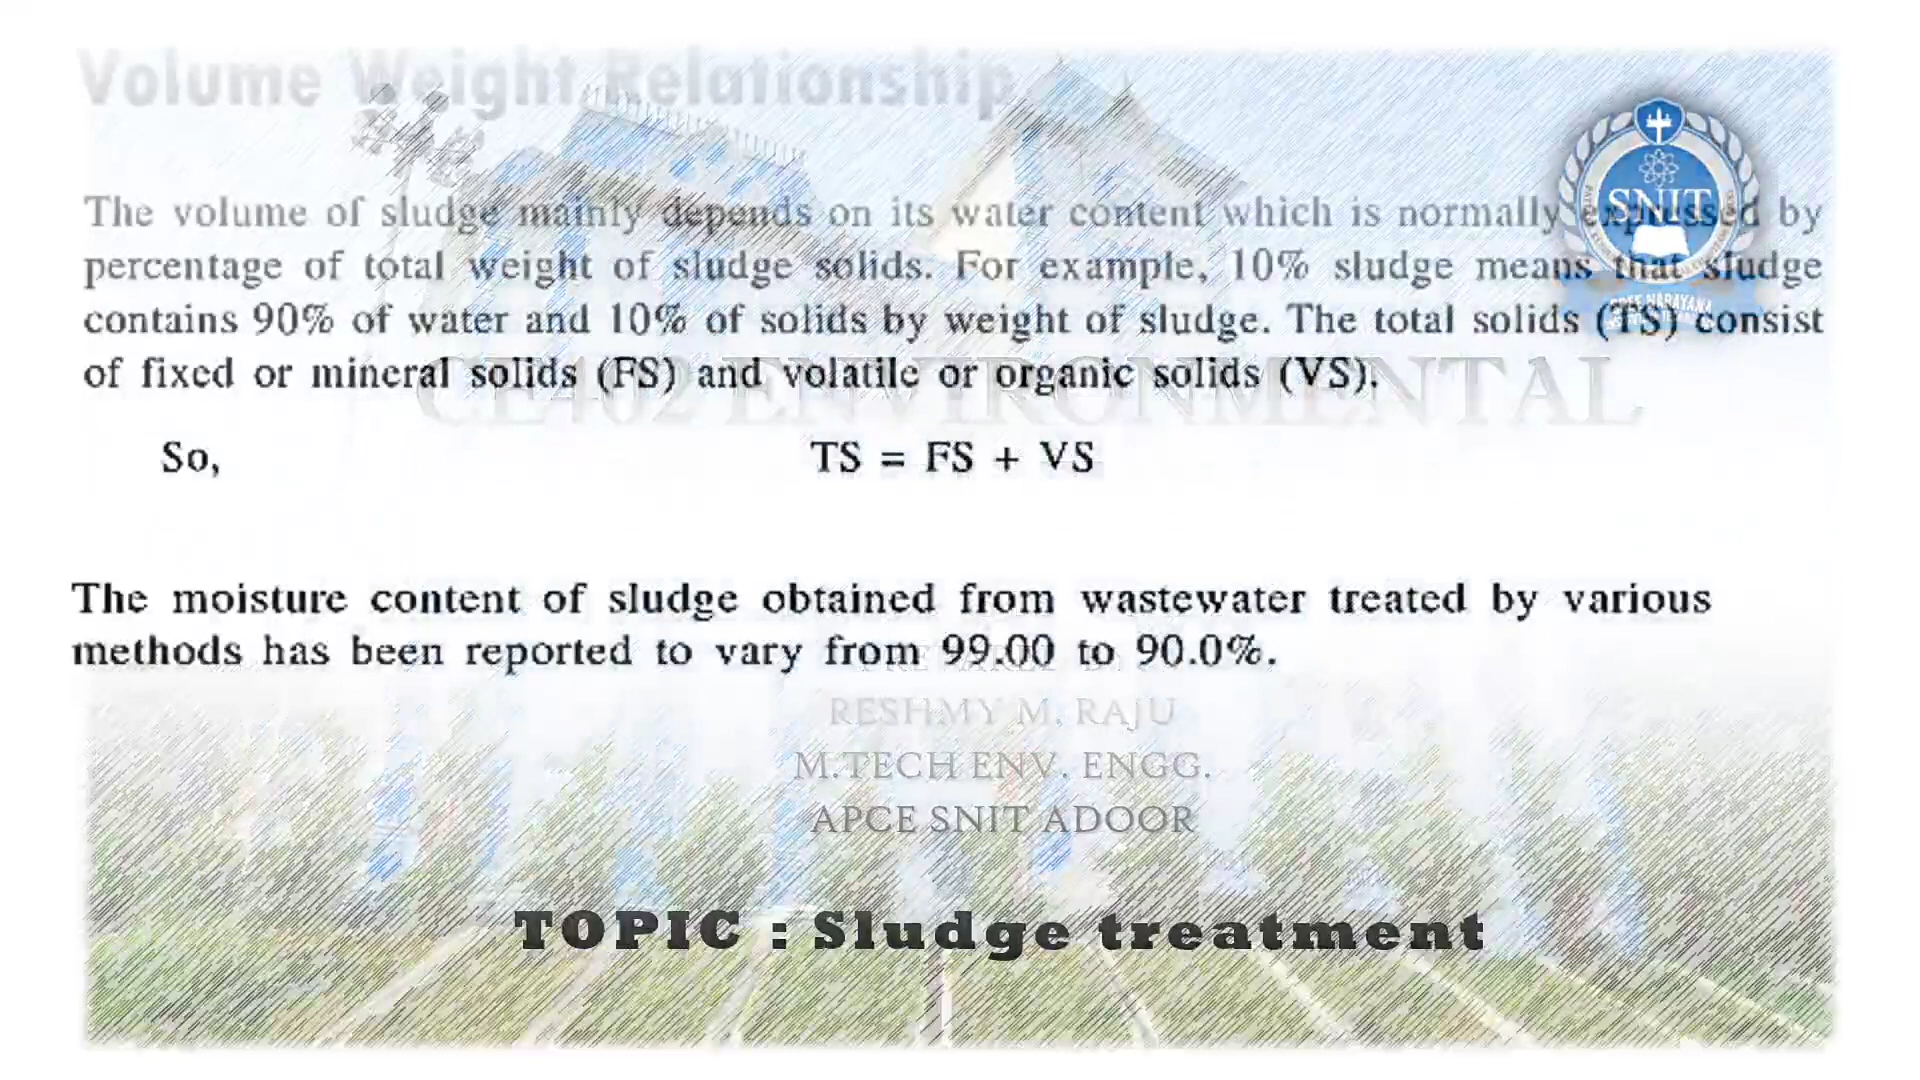 Volume Weight Relationship
The volume of sludge mainly depends on its water content which is normally expressed by
percentage of total weight of sludge solids. For example, 10% sludge means that sludge
contains 90% of water and 10% of solids by weight of sludge. The total solids (TS) consist
of fixed or mineral solids (FS) and volatile or organic solids (VS).
CE402 ENVIRONMENTAL
So, TS = FS + VS
The moisture content of sludge obtained from wastewater treated by various
methods has been reported to vary from 99.00 to 90.0%.
RESHMY M. RAJU
M.TECH ENV. ENGG.
APCE SNIT ADOOR
TOPIC : Sludge treatment
SNIT
SREE NARAYANA